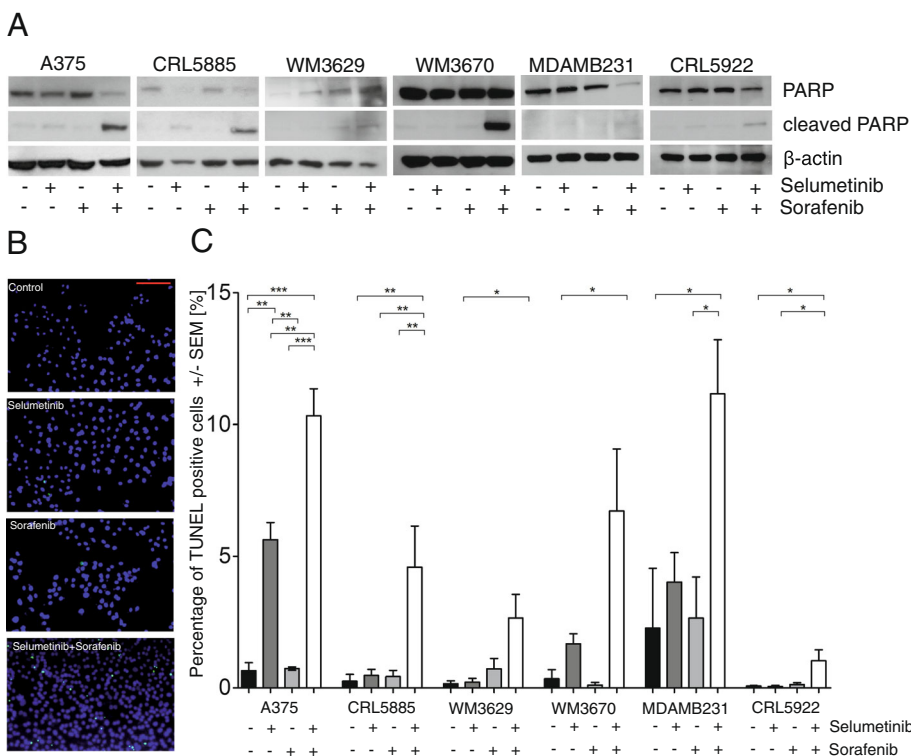 A
A375 CRL5885 WM3629 WM3670 MDAMB231 CRL5922
PARP
cleaved PARP
β-actin
- + - + - + - + - + - + - + - + - + - + - + - + Selumetinib
- - + + - - + + - - + + - - + + - - + + - - + + Sorafenib
B
Control
Selumetinib
Sorafenib
Selumetinib+Sorafenib
C
Percentage of TUNEL positive cells +/- SEM [%]
15
10
5
0
*** ** * * * *
** ** * *
** **
** 
***
A375 CRL5885 WM3629 WM3670 MDAMB231 CRL5922
- + - + - + - + - + - + - + - + - + - + - + - + Selumetinib
- - + + - - + + - - + + - - + + - - + + - - + + Sorafenib